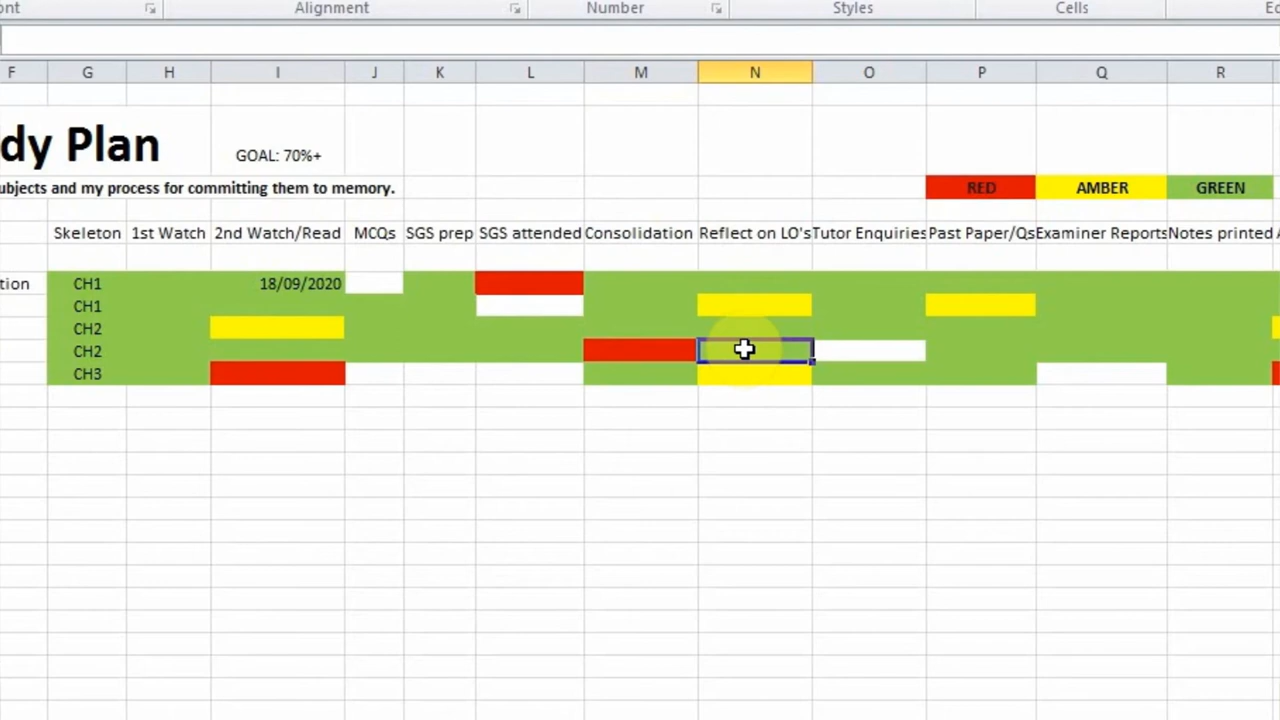 ont Alignment Number Styles Cells Ec
F G H I J K L M N O P Q R
dy Plan GOAL: 70%+
ubjects and my process for committing them to memory. RED AMBER GREEN
Skeleton 1st Watch 2nd Watch/Read MCQs SGS prep SGS attended Consolidation Reflect on LO's Tutor Enquiries Past Paper/Qs Examiner Reports Notes printed A
tion CH1 18/09/2020
CH1
CH2
CH2
CH3